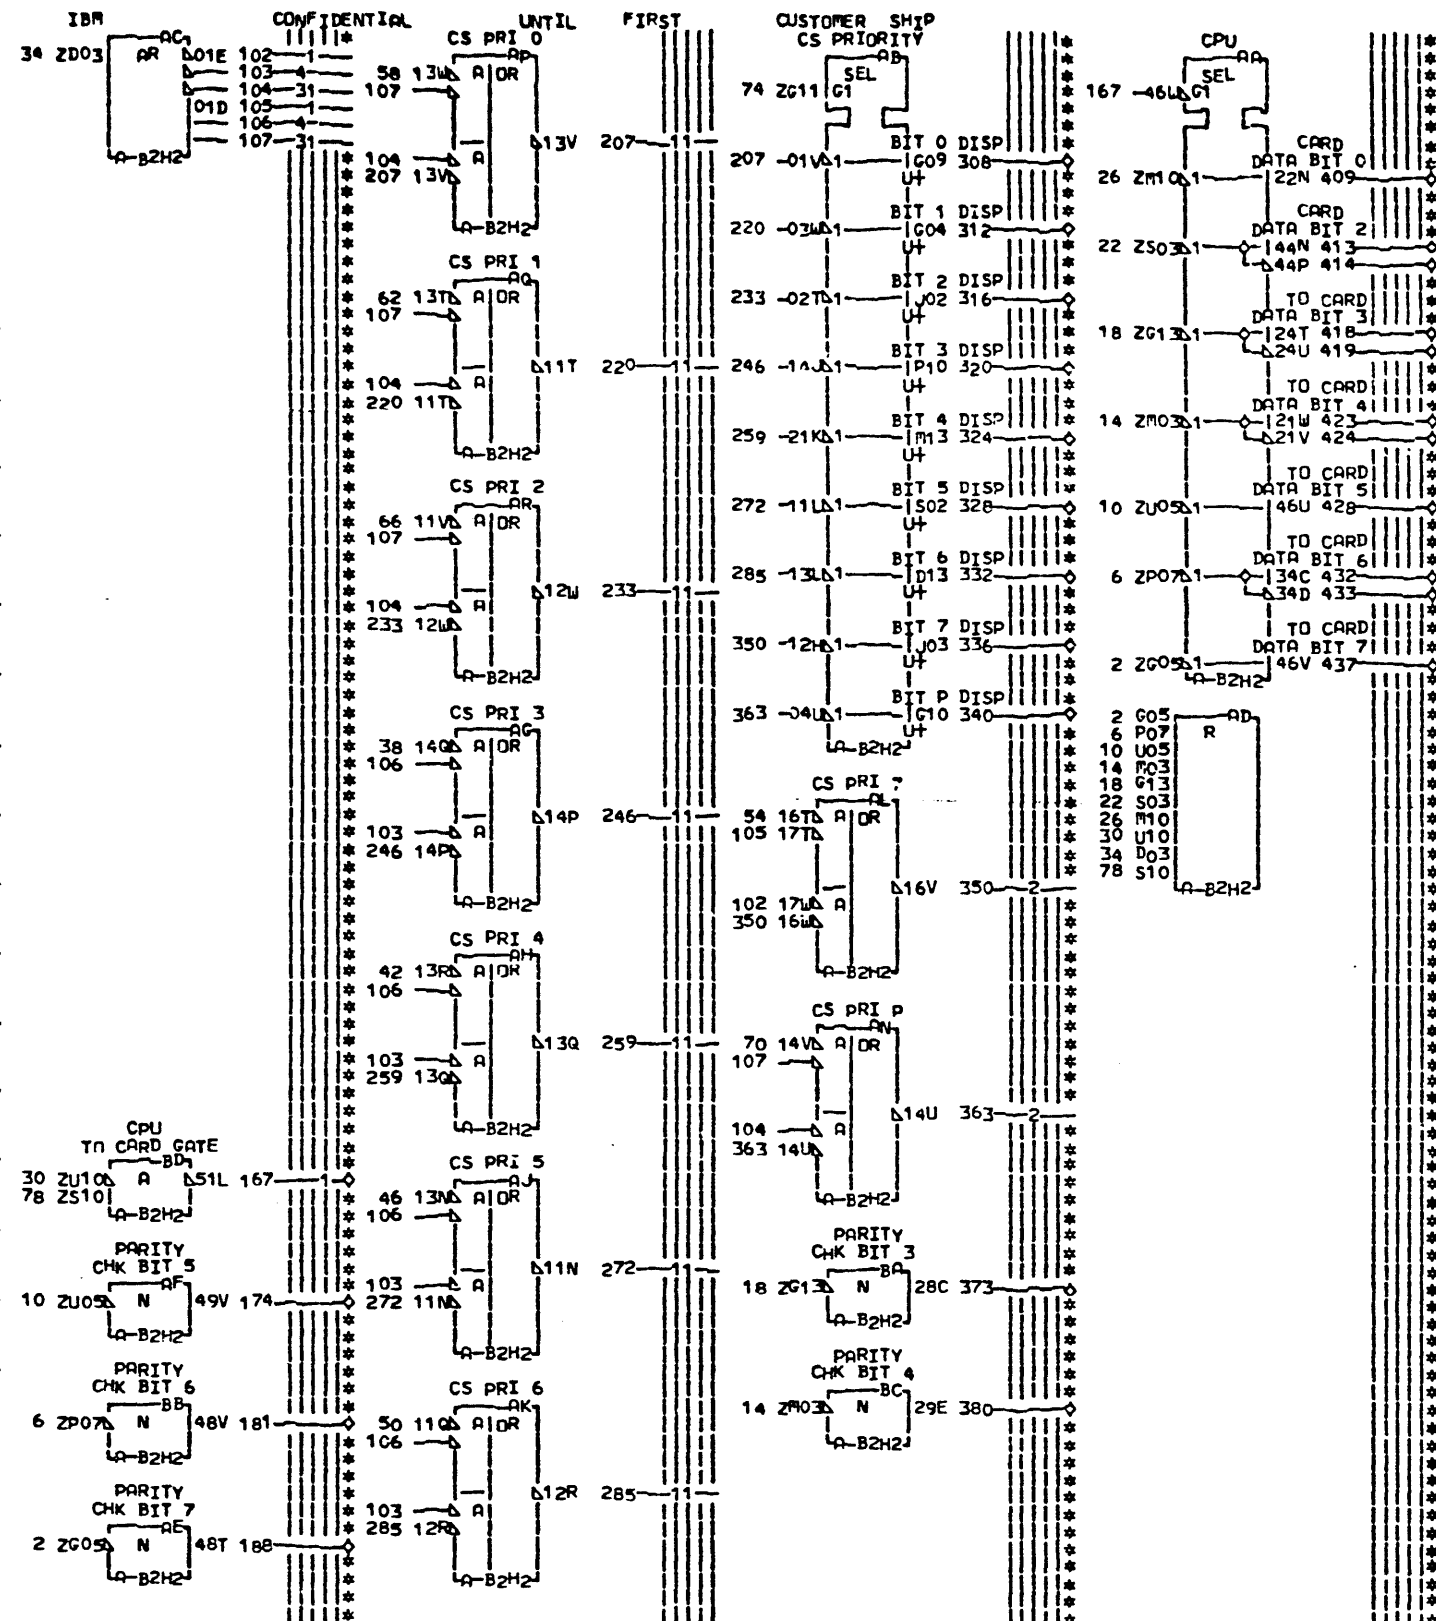 IBM CONFIDENTIAL UNTIL FIRST CUSTOMER SHIP
AC
34 ZD03 AR 01E 102 1
103 4
104 31
01D 105 1
106 4
107 31
A-B2H2
CPU
TO CARD GATE
BD
30 ZU10 A 51L 167 1
78 ZS10
A-B2H2
PARITY
CHK BIT 5
AF
10 ZU05 N 49V 174
A-B2H2
PARITY
CHK BIT 6
BB
6 ZP07 N 48V 181
A-B2H2
PARITY
CHK BIT 7
AE
2 ZG05 N 48T 188
A-B2H2
CS PRI 0
AP
58 13W A OR
107
13V 207 11
104 A
207 13V
A-B2H2
CS PRI 1
AQ
62 13T A OR
107
11T 220 11
104 A
220 11T
A-B2H2
CS PRI 2
AR
66 11V A OR
107
12W 233 11
104 A
233 12W
A-B2H2
CS PRI 3
AG
38 14Q A OR
106
14P 246 11
103 A
246 14P
A-B2H2
CS PRI 4
AH
42 13R A OR
106
13Q 259 11
103 A
259 13Q
A-B2H2
CS PRI 5
AJ
46 13N A OR
106
11N 272 11
103 A
272 11N
A-B2H2
CS PRI 6
AK
50 11Q A OR
106
12R 285 11
103 A
285 12R
A-B2H2
CS PRIORITY
AB
SEL
74 ZG11 G1
BIT 0 DISP
207 -01V 1 G09 308
U+
BIT 1 DISP
220 -03W 1 G04 312
U+
BIT 2 DISP
233 -02T 1 J02 316
U+
BIT 3 DISP
246 1 P10 320
U+
BIT 4 DISP
259 -21K 1 M13 324
U+
BIT 5 DISP
272 -11L 1 S02 328
U+
BIT 6 DISP
285 -13L 1 D13 332
U+
BIT 7 DISP
350 -12H 1 J03 336
U+
BIT P DISP
363 -04U 1 G10 340
U+
A-B2H2
CS PRI 7
AL
54 16T A OR
105 17T
16V 350 2
102 17W A
350 16W
A-B2H2
CS PRI P
AN
70 14V A OR
107
14U 363 2
104 A
363 14U
A-B2H2
PARITY
CHK BIT 3
BA
18 ZG13 N 28C 373
A-B2H2
PARITY
CHK BIT 4
BC
14 ZM03 N 29E 380
A-B2H2
CPU
AA
SEL
167 -46W G1
CARD
DATA BIT 0
26 ZM10 1 22N 409
CARD
DATA BIT 2
22 ZS03 1 44N 413
44P 414
TO CARD
DATA BIT 3
18 ZG13 1 24T 418
24U 419
TO CARD
DATA BIT 4
14 ZM03 1 21W 423
21V 424
TO CARD
DATA BIT 5
10 ZU05 1 46U 428
TO CARD
DATA BIT 6
6 ZP07 1 34C 432
34D 433
TO CARD
DATA BIT 7
2 ZG05 1 46V 437
A-B2H2
2 G05 AD
6 P07 R
10 U05
14 M03
18 G13
22 S03
26 M10
30 U10
34 D03
78 S10
A-B2H2